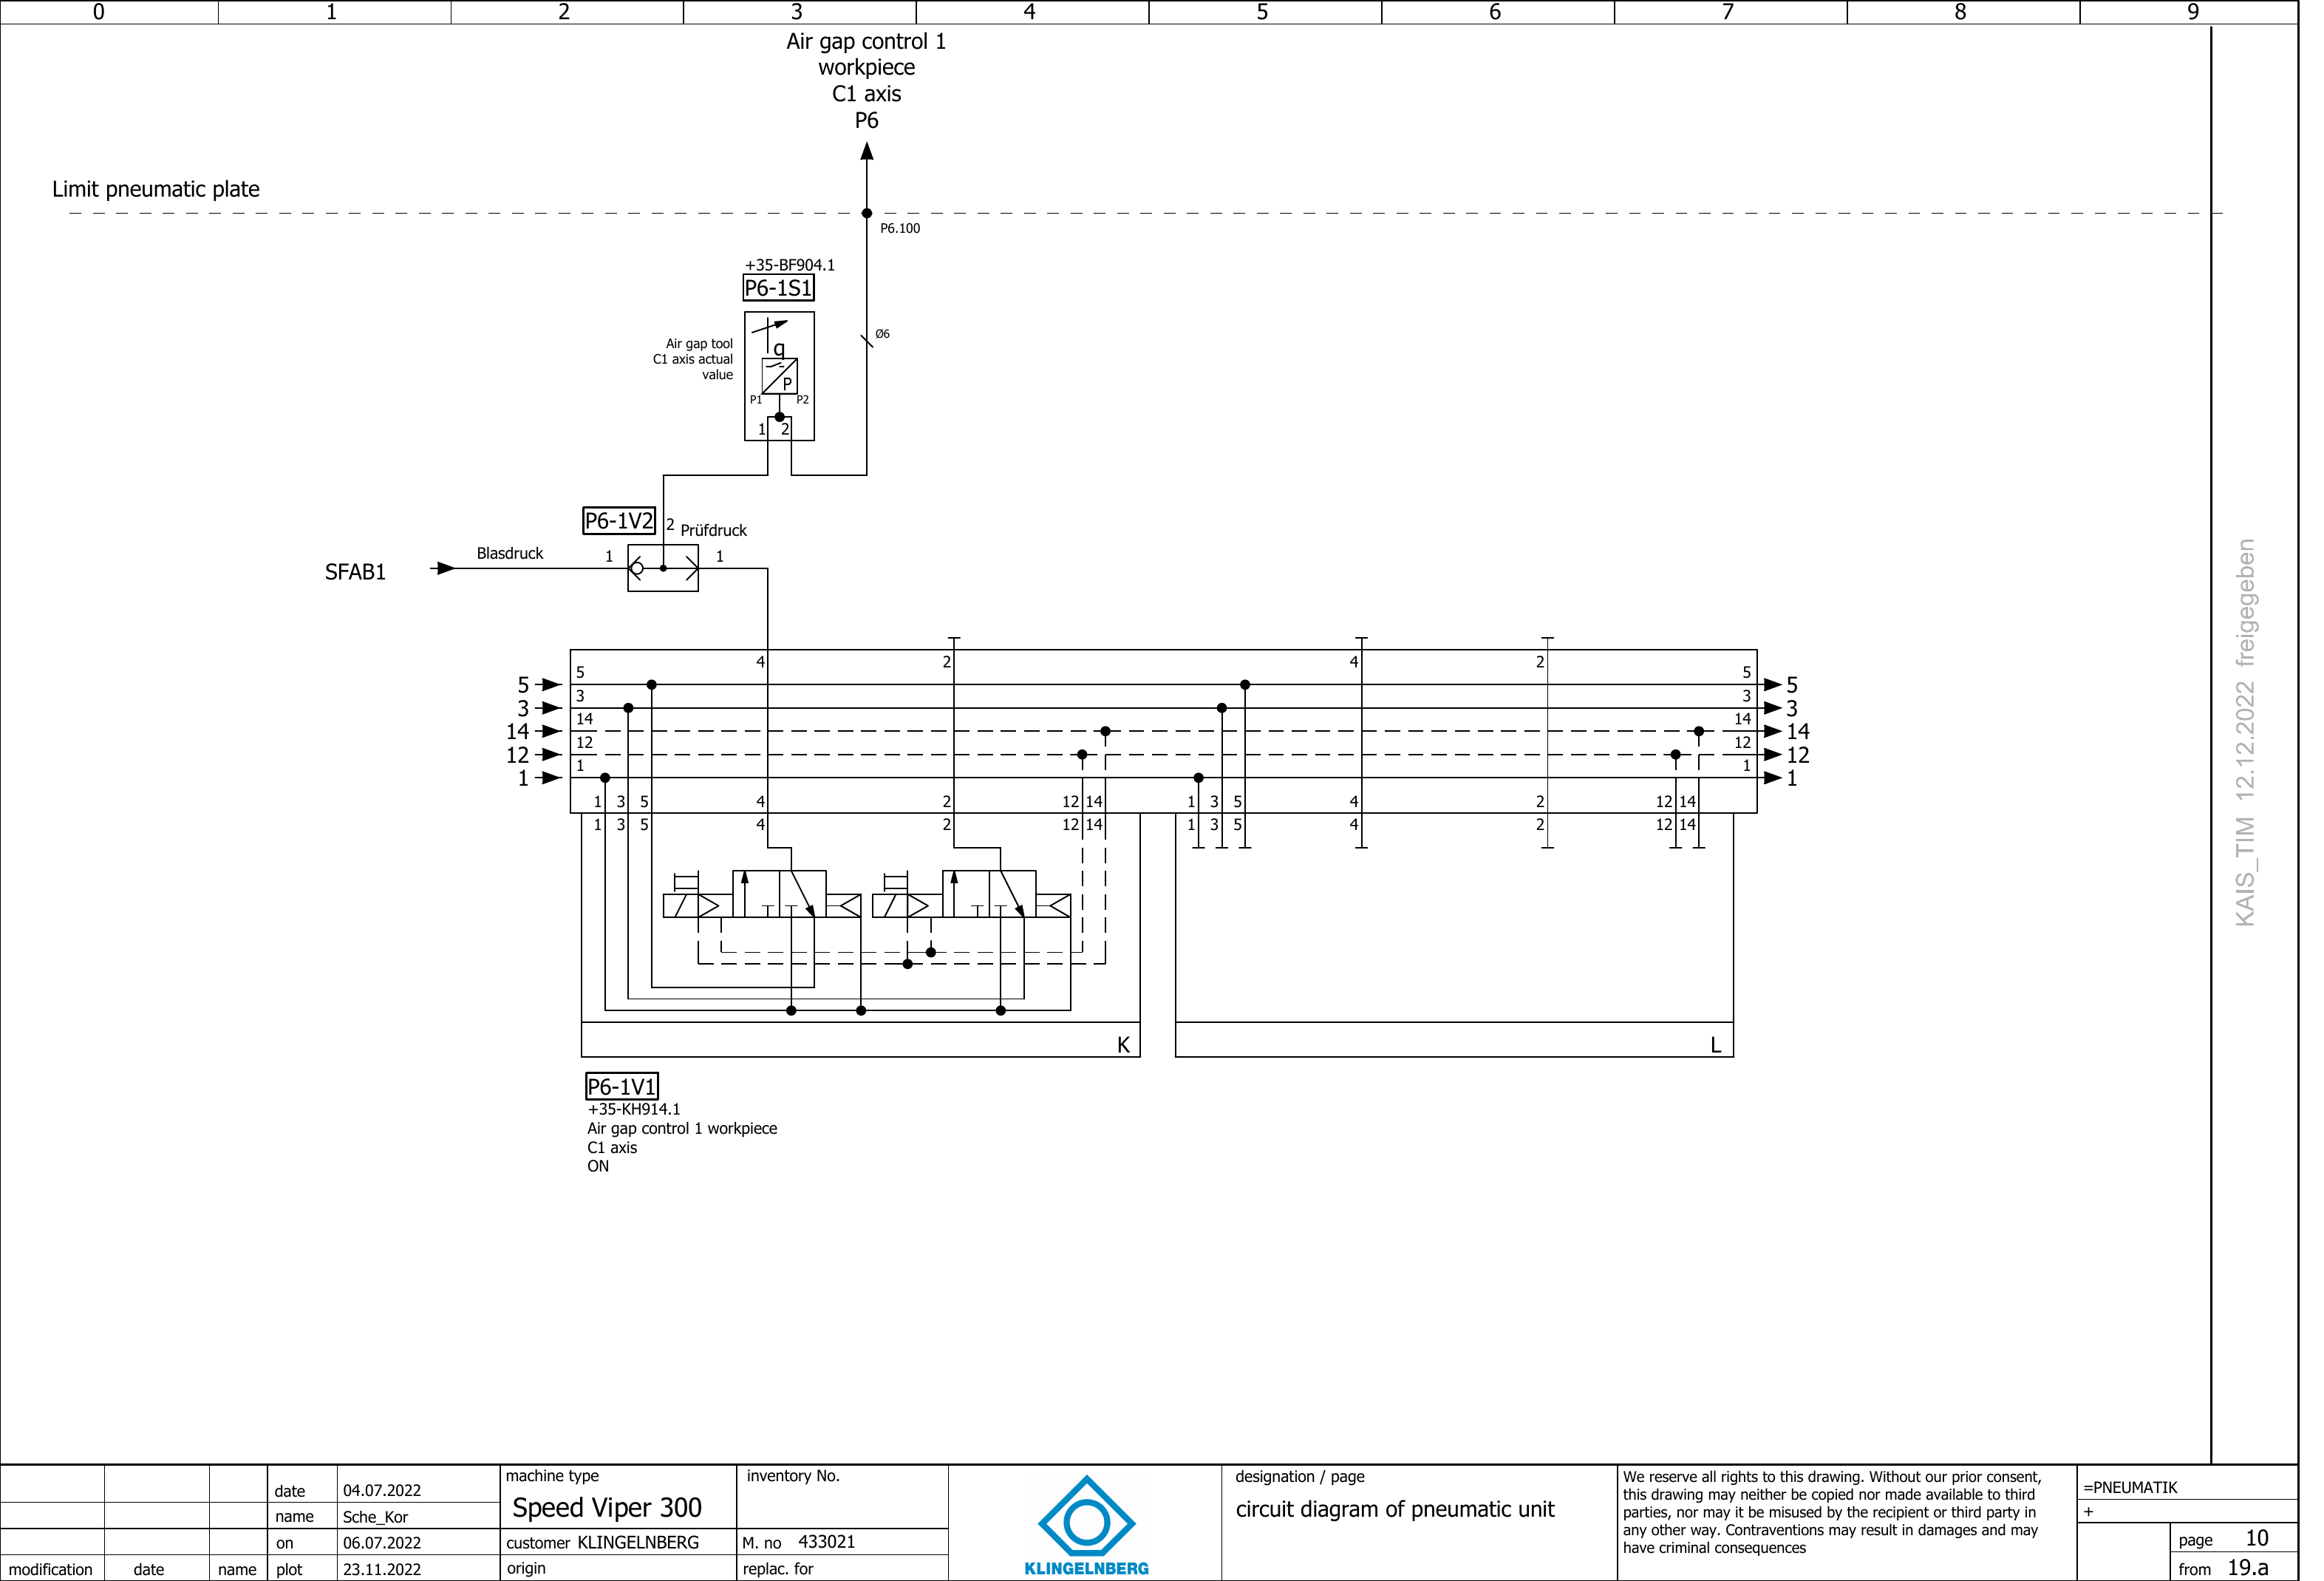 0 1 2 3 4 5 6 7 8 9
Air gap control 1
workpiece
C1 axis
P6
Limit pneumatic plate
P6.100
+35-BF904.1
P6-1S1
Ø6
Air gap tool
C1 axis actual
value
q
P
P1 P2
1 2
P6-1V2
2 Prüfdruck
Blasdruck
1 1
SFAB1
4 2 4 2
5 5 5 5
3 3 3 3
14 14 14 14
12 12 12 12
1 1 1 1
1 3 5 4 2 12 14 1 3 5 4 2 12 14
1 3 5 4 2 12 14 1 3 5 4 2 12 14
K L
P6-1V1
+35-KH914.1
Air gap control 1 workpiece
C1 axis
ON
KAIS_TIM 12.12.2022 freigegeben
modification date name
date 04.07.2022
name Sche_Kor
on 06.07.2022
plot 23.11.2022
machine type
Speed Viper 300
customer KLINGELNBERG
origin
inventory No.
M. no 433021
replac. for
KLINGELNBERG
designation / page
circuit diagram of pneumatic unit
We reserve all rights to this drawing. Without our prior consent,
this drawing may neither be copied nor made available to third
parties, nor may it be misused by the recipient or third party in
any other way. Contraventions may result in damages and may
have criminal consequences
=PNEUMATIK
+
page 10
from 19.a